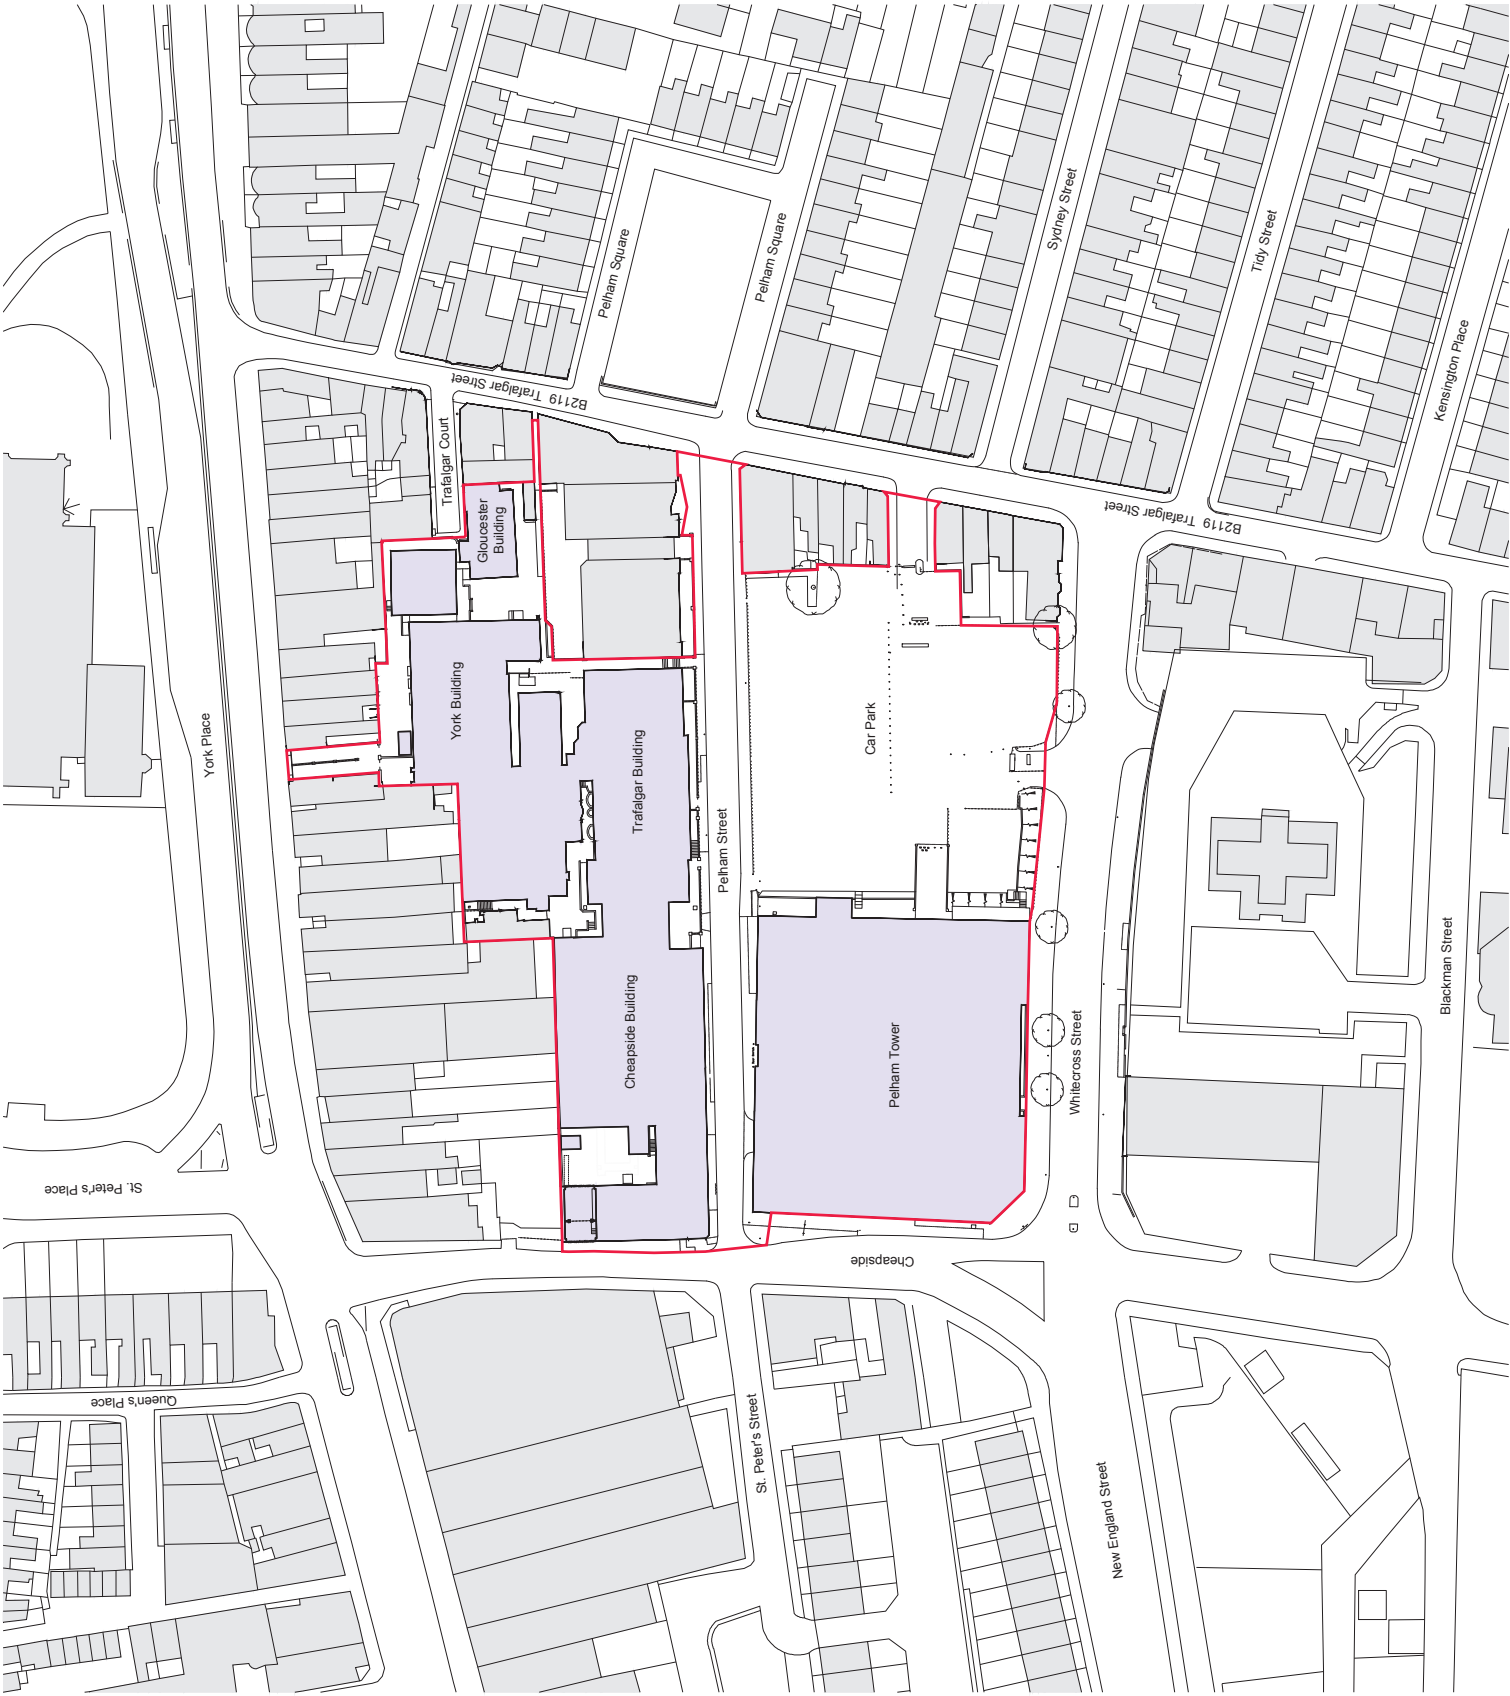 Sydney Street
Tidy Street
Pelham Square
Pelham Square
Kensington Place
B2119 Trafalgar Street
Trafalgar Court
Gloucester
Building
B2119 Trafalgar Street
York Place
York Building
Trafalgar Building
Car Park
Pelham Street
Cheapside Building
Pelham Tower
Whitecross Street
Blackman Street
St. Peter's Place
Cheapside
Queen's Place
St. Peter's Street
New England Street